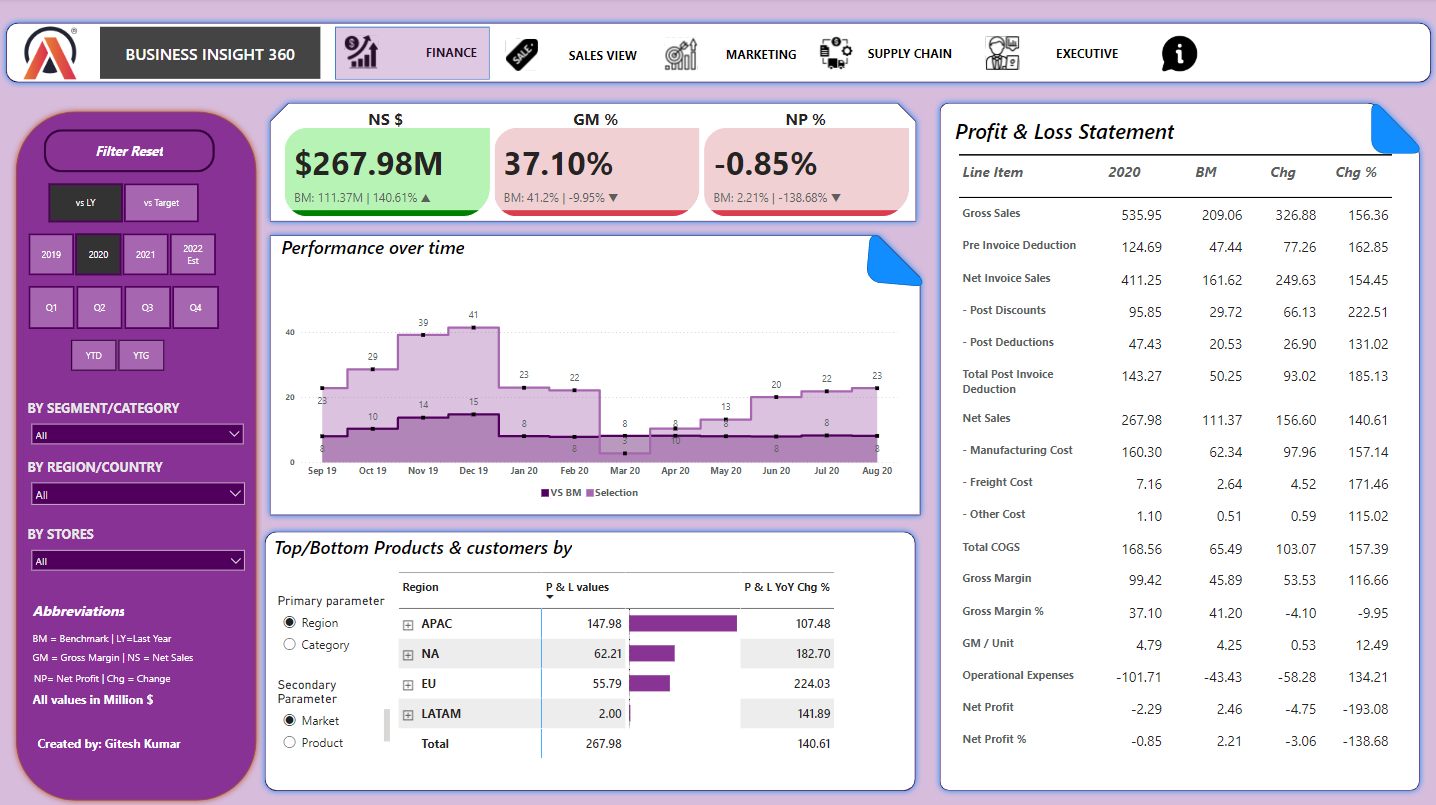 BUSINESS INSIGHT 360
FINANCE
SALES VIEW
MARKETING
SUPPLY CHAIN
EXECUTIVE
Filter Reset
vs LY
vs Target
2019
2020
2021
2022
Est
Q1
Q2
Q3
Q4
YTD
YTG
BY SEGMENT/CATEGORY
All
BY REGION/COUNTRY
All
BY STORES
All
Abbreviations
BM = Benchmark | LY=Last Year
GM = Gross Margin | NS = Net Sales
NP= Net Profit | Chg = Change
All values in Million $
Created by: Gitesh Kumar
NS $
$267.98M
BM: 111.37M | 140.61% ▲
GM %
37.10%
BM: 41.2% | -9.95% ▼
NP %
-0.85%
BM: 2.21% | -138.68% ▼
Performance over time
40
20
0
23 29 39 41 23 22 3 10 13 20 22 23
8 10 14 15 8 8 8 8 8 8 8 8
Sep 19 Oct 19 Nov 19 Dec 19 Jan 20 Feb 20 Mar 20 Apr 20 May 20 Jun 20 Jul 20 Aug 20
VS BM Selection
Top/Bottom Products & customers by
Primary parameter
Region
Category
Secondary
Parameter
Market
Product
Region P & L values P & L YoY Chg %
APAC 147.98 107.48
NA 62.21 182.70
EU 55.79 224.03
LATAM 2.00 141.89
Total 267.98 140.61
Profit & Loss Statement
Line Item 2020 BM Chg Chg %
Gross Sales 535.95 209.06 326.88 156.36
Pre Invoice Deduction 124.69 47.44 77.26 162.85
Net Invoice Sales 411.25 161.62 249.63 154.45
- Post Discounts 95.85 29.72 66.13 222.51
- Post Deductions 47.43 20.53 26.90 131.02
Total Post Invoice
Deduction 143.27 50.25 93.02 185.13
Net Sales 267.98 111.37 156.60 140.61
- Manufacturing Cost 160.30 62.34 97.96 157.14
- Freight Cost 7.16 2.64 4.52 171.46
- Other Cost 1.10 0.51 0.59 115.02
Total COGS 168.56 65.49 103.07 157.39
Gross Margin 99.42 45.89 53.53 116.66
Gross Margin % 37.10 41.20 -4.10 -9.95
GM / Unit 4.79 4.25 0.53 12.49
Operational Expenses -101.71 -43.43 -58.28 134.21
Net Profit -2.29 2.46 -4.75 -193.08
Net Profit % -0.85 2.21 -3.06 -138.68